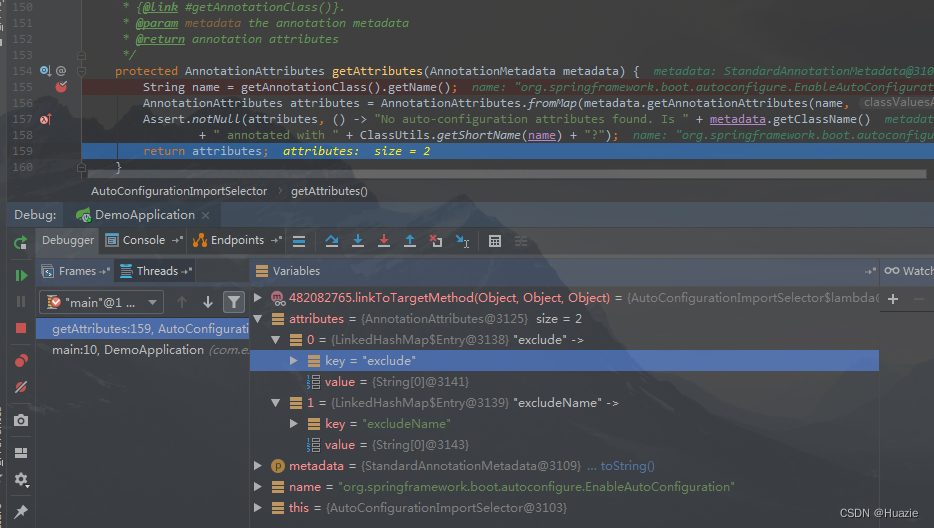 150 * {@link #getAnnotationClass()}.
151 * @param metadata the annotation metadata
152 * @return annotation attributes
153 */
154 protected AnnotationAttributes getAttributes(AnnotationMetadata metadata) { metadata: StandardAnnotationMetadata@3109
155 String name = getAnnotationClass().getName(); name: "org.springframework.boot.autoconfigure.EnableAutoConfigurat
156 AnnotationAttributes attributes = AnnotationAttributes.fromMap(metadata.getAnnotationAttributes(name, classValuesA
157 Assert.notNull(attributes, () -> "No auto-configuration attributes found. Is " + metadata.getClassName() metadat
158 + " annotated with " + ClassUtils.getShortName(name) + "?"); name: "org.springframework.boot.autoconfigure
159 return attributes; attributes: size = 2
160 }
AutoConfigurationImportSelector > getAttributes()
Debug: DemoApplication ×
Debugger Console Endpoints
Frames Threads Variables Watch
"main"@1 ...
482082765.linkToTargetMethod(Object, Object, Object) = {AutoConfigurationImportSelector$lambda@
getAttributes:159, AutoConfigurati
attributes = {AnnotationAttributes@3125} size = 2
main:10, DemoApplication (com.e
0 = {LinkedHashMap$Entry@3138} "exclude" ->
key = "exclude"
value = {String[0]@3141}
1 = {LinkedHashMap$Entry@3139} "excludeName" ->
key = "excludeName"
value = {String[0]@3143}
metadata = {StandardAnnotationMetadata@3109} ... toString()
name = "org.springframework.boot.autoconfigure.EnableAutoConfiguration"
this = {AutoConfigurationImportSelector@3103}
CSDN @Huazie